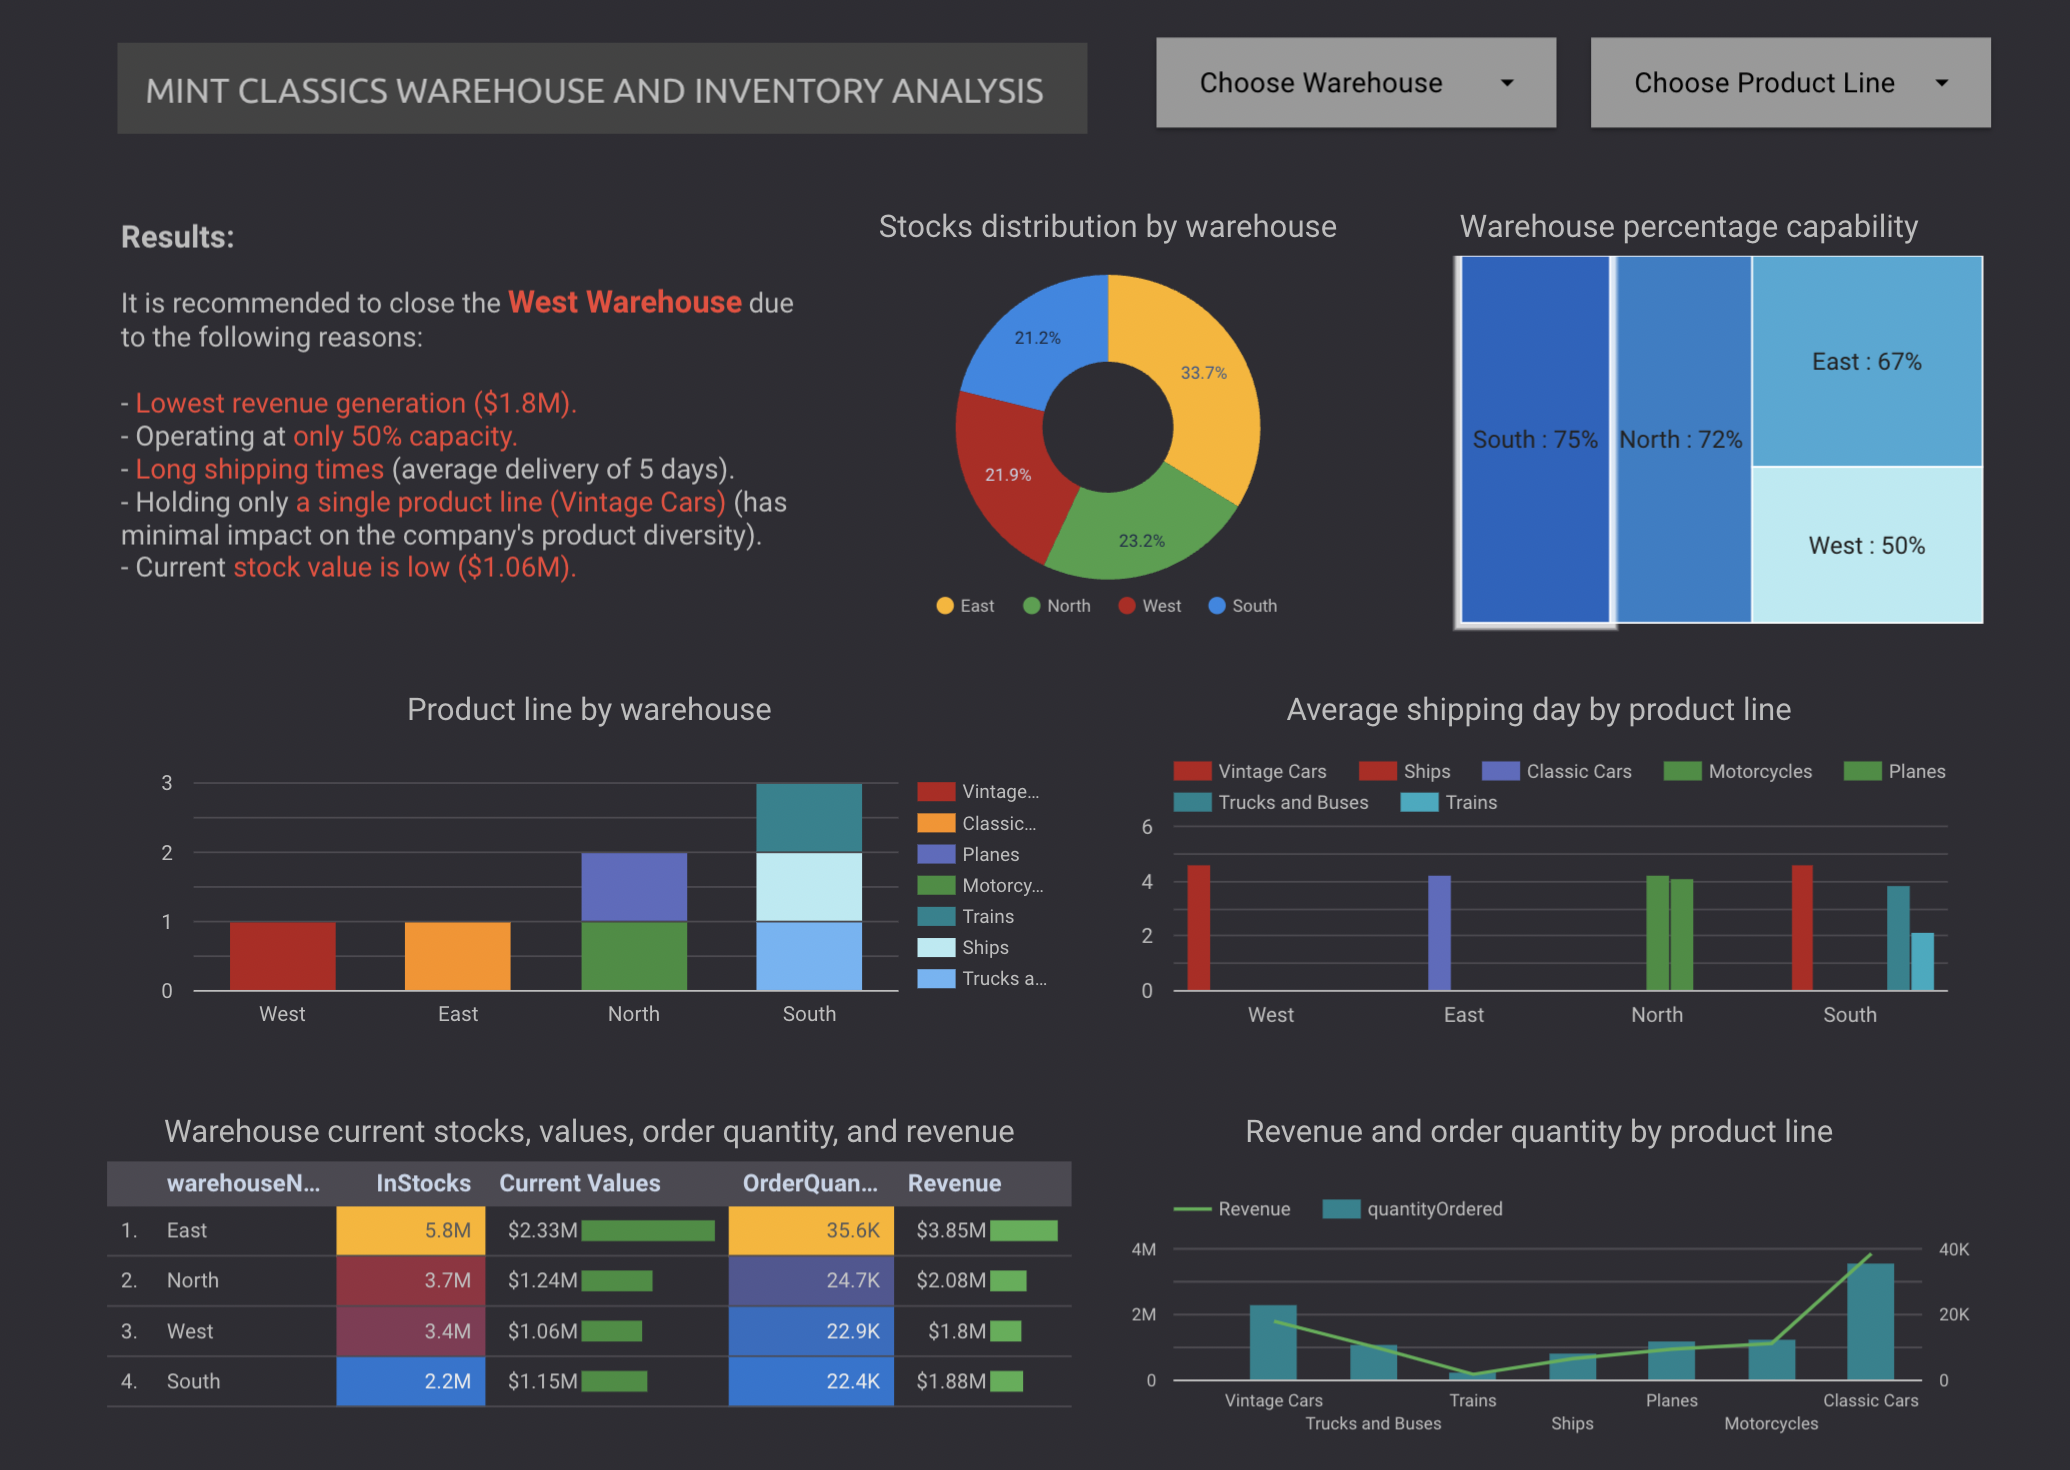 MINT CLASSICS WAREHOUSE AND INVENTORY ANALYSIS
Choose Warehouse
Choose Product Line
Results:
It is recommended to close the West Warehouse due
to the following reasons:
- Lowest revenue generation ($1.8M).
- Operating at only 50% capacity.
- Long shipping times (average delivery of 5 days).
- Holding only a single product line (Vintage Cars) (has
minimal impact on the company's product diversity).
- Current stock value is low ($1.06M).
Stocks distribution by warehouse
21.2%
33.7%
21.9%
23.2%
East
North
West
South
Warehouse percentage capability
South : 75%
North : 72%
East : 67%
West : 50%
Product line by warehouse
3
2
1
0
West
East
North
South
Vintage...
Classic...
Planes
Motorcy...
Trains
Ships
Trucks a...
Average shipping day by product line
Vintage Cars
Ships
Classic Cars
Motorcycles
Planes
Trucks and Buses
Trains
6
4
2
0
West
East
North
South
Warehouse current stocks, values, order quantity, and revenue
warehouseN... InStocks Current Values OrderQuan... Revenue
1. East 5.8M $2.33M 35.6K $3.85M
2. North 3.7M $1.24M 24.7K $2.08M
3. West 3.4M $1.06M 22.9K $1.8M
4. South 2.2M $1.15M 22.4K $1.88M
Revenue and order quantity by product line
Revenue
quantityOrdered
4M
2M
0
40K
20K
0
Vintage Cars
Trucks and Buses
Trains
Ships
Planes
Motorcycles
Classic Cars